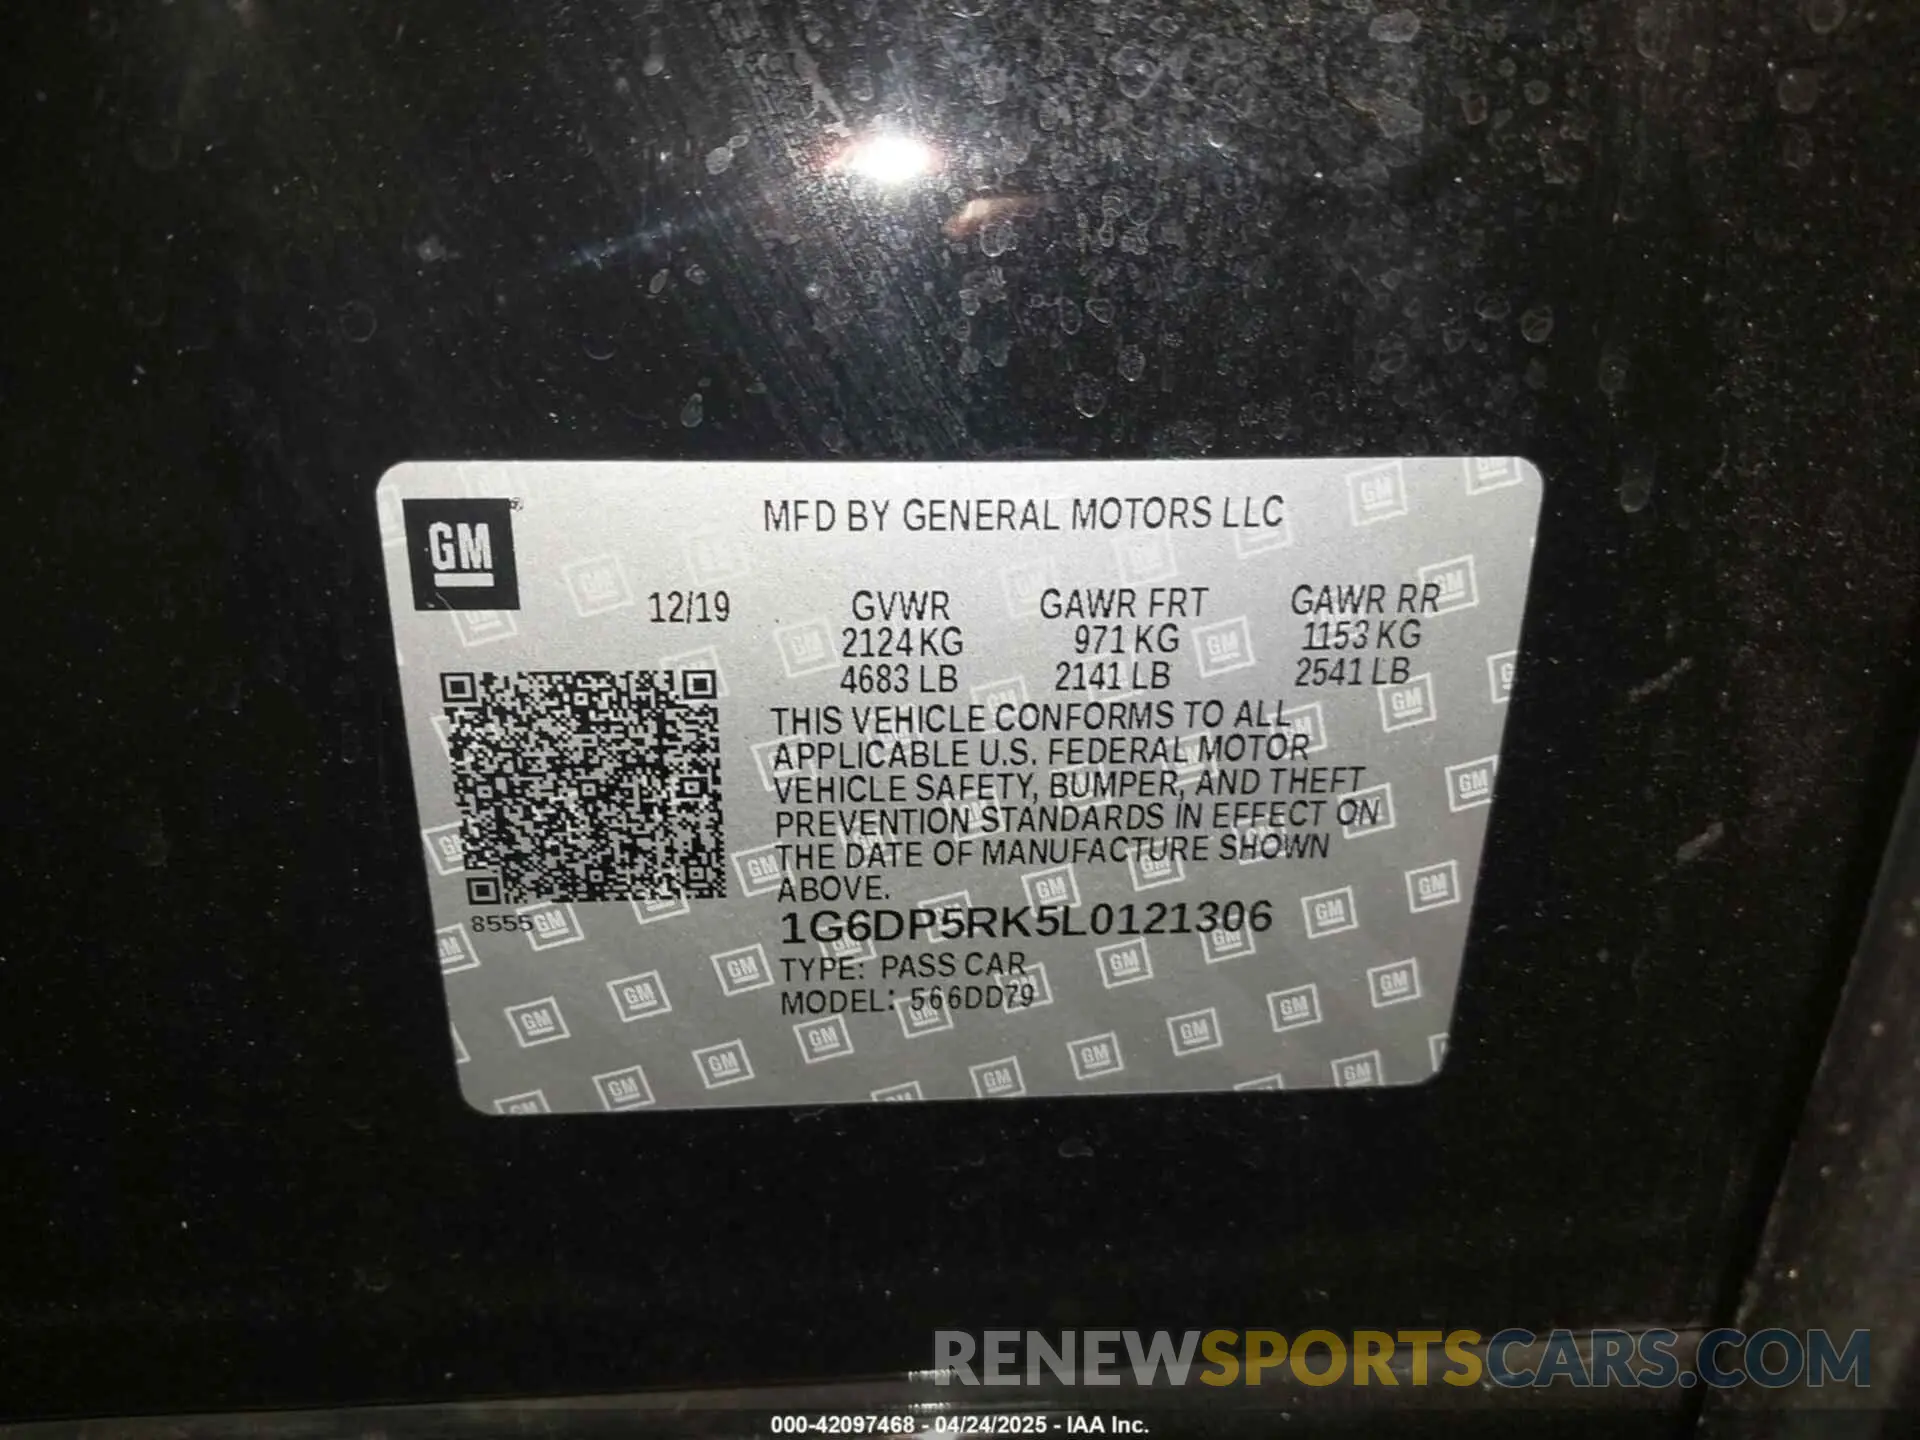 GM
MFD BY GENERAL MOTORS LLC
12/19 GVWR GAWR FRT GAWR RR
2124 KG 971 KG 1153 KG
4683 LB 2141 LB 2541 LB
THIS VEHICLE CONFORMS TO ALL
APPLICABLE U.S. FEDERAL MOTOR
VEHICLE SAFETY, BUMPER, AND THEFT
PREVENTION STANDARDS IN EFFECT ON
THE DATE OF MANUFACTURE SHOWN
ABOVE.
8555
1G6DP5RK5L0121306
TYPE: PASS CAR
MODEL: 566DD79
RENEWSPORTSCARS.COM
000-42097468 - 04/24/2025 - IAA Inc.